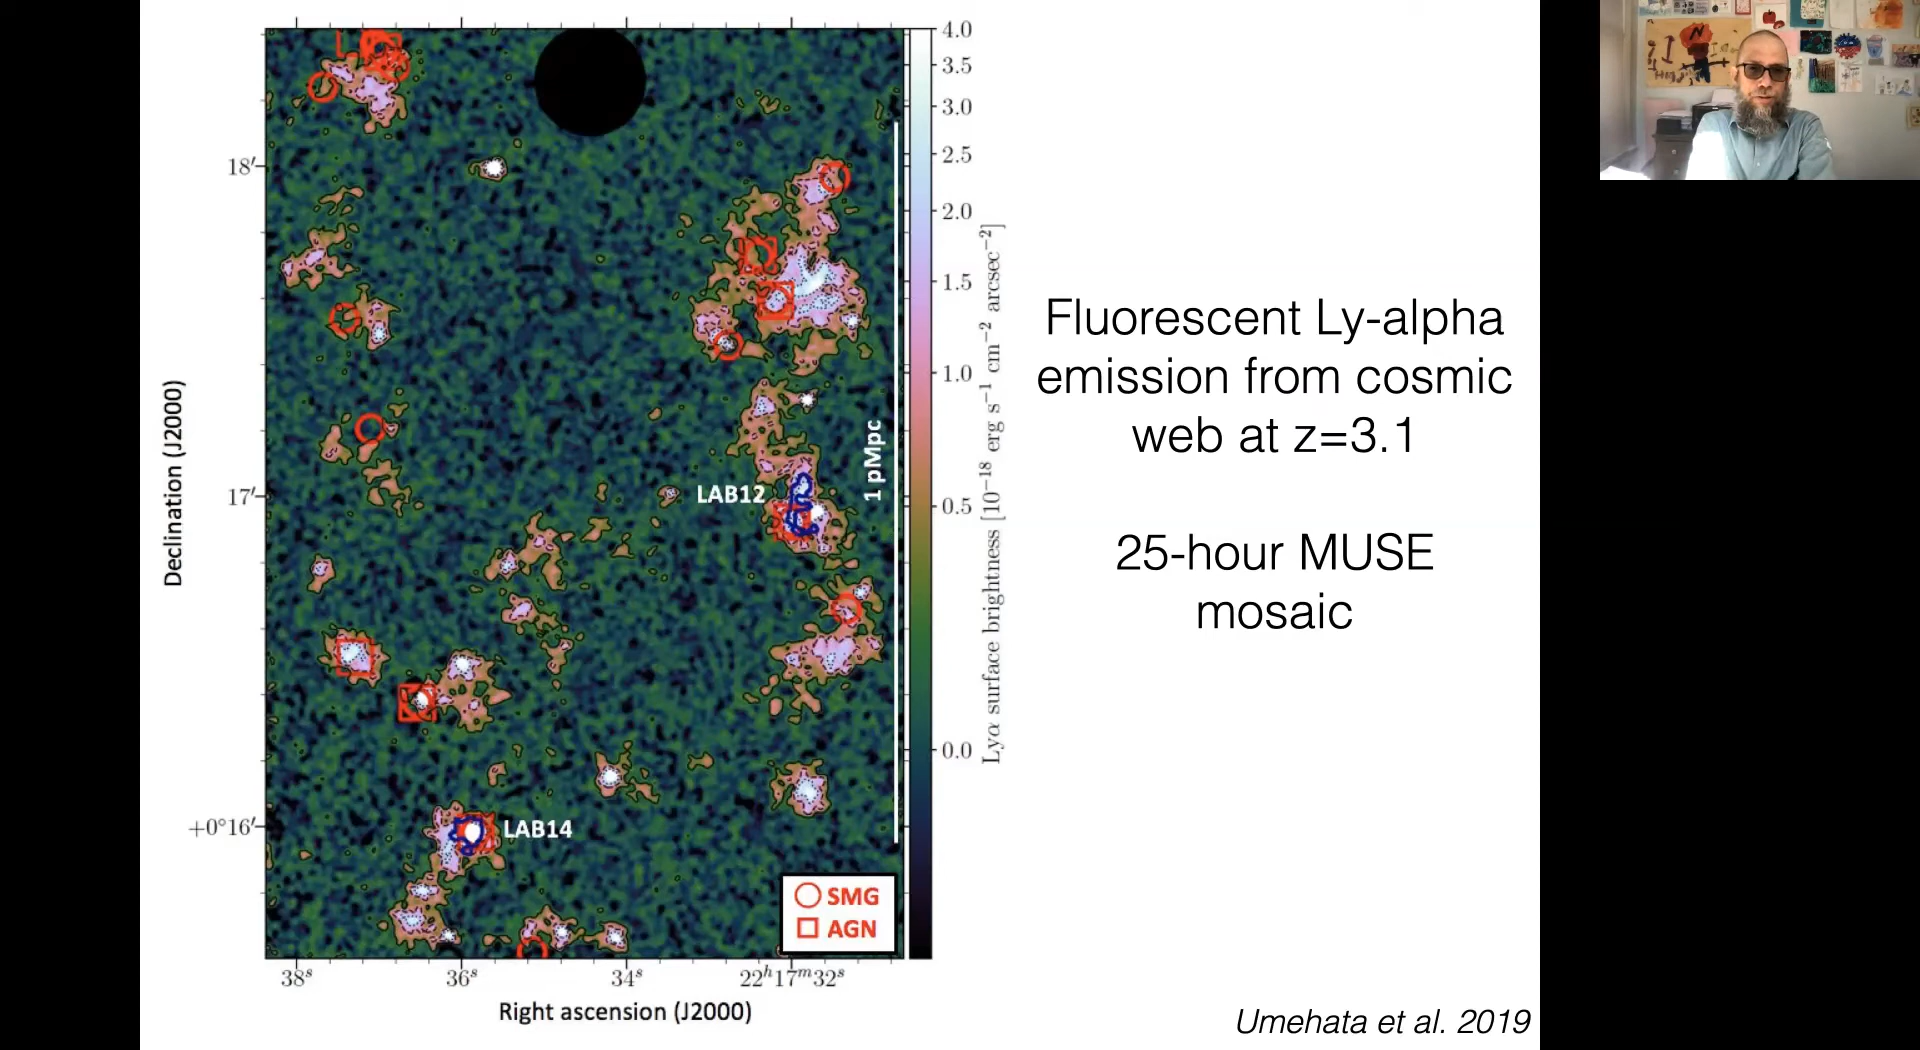 4.0
3.5
3.0
2.5
2.0
1.5
1.0
0.5
0.0
Lyα surface brightness [10−18 erg s−1 cm−2 arcsec−2]
18′
17′
+0°16′
Declination (J2000)
1 pMpc
LAB12
LAB14
SMG
AGN
38s
36s
34s
22h17m32s
Right ascension (J2000)
Fluorescent Ly-alpha
emission from cosmic
web at z=3.1
25-hour MUSE
mosaic
Umehata et al. 2019